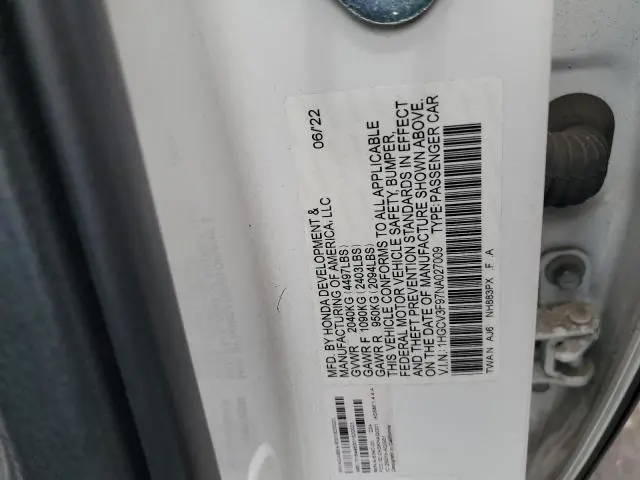 06/22
MFD. BY HONDA DEVELOPMENT &
MANUFACTURING OF AMERICA, LLC
GVWR 2040KG (4497LBS)
GAWR F 1090KG (2403LBS)
GAWR R 950KG (2094LBS)
THIS VEHICLE CONFORMS TO ALL APPLICABLE
FEDERAL MOTOR VEHICLE SAFETY, BUMPER,
AND THEFT PREVENTION STANDARDS IN EFFECT
ON THE DATE OF MANUFACTURE SHOWN ABOVE.
V.I.N.: 1HGCV3F97NA027009 TYPE:PASSENGER CAR
TWAN AJ6 NH883PX F A